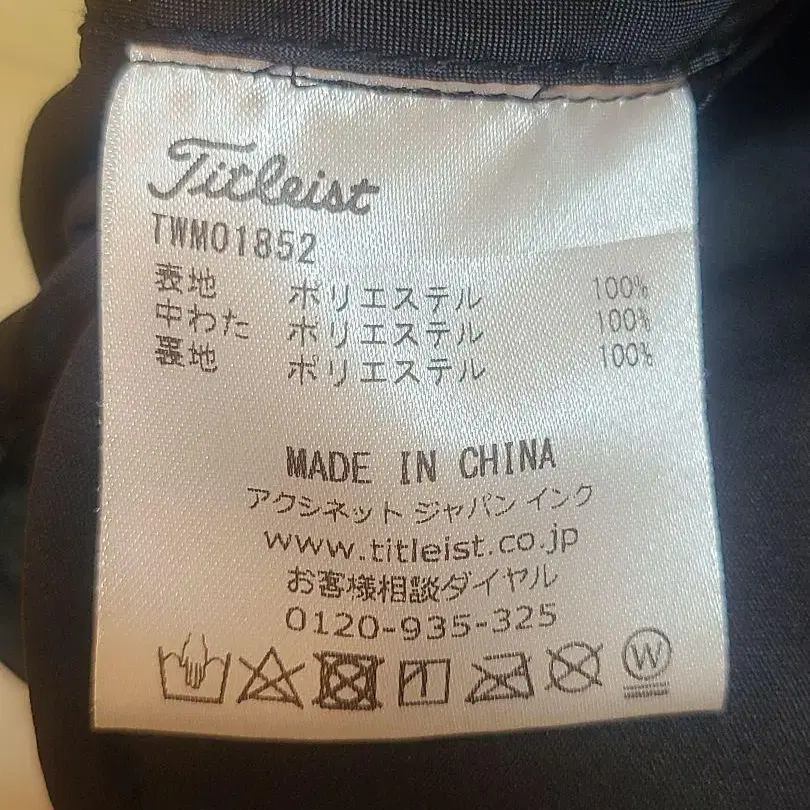 Titleist
TWM01852
表地 ポリエステル 100%
中わた ポリエステル 100%
裏地 ポリエステル 100%
MADE IN CHINA
アクシネット ジャパン インク
www.titleist.co.jp
お客様相談ダイヤル
0120-935-325
W